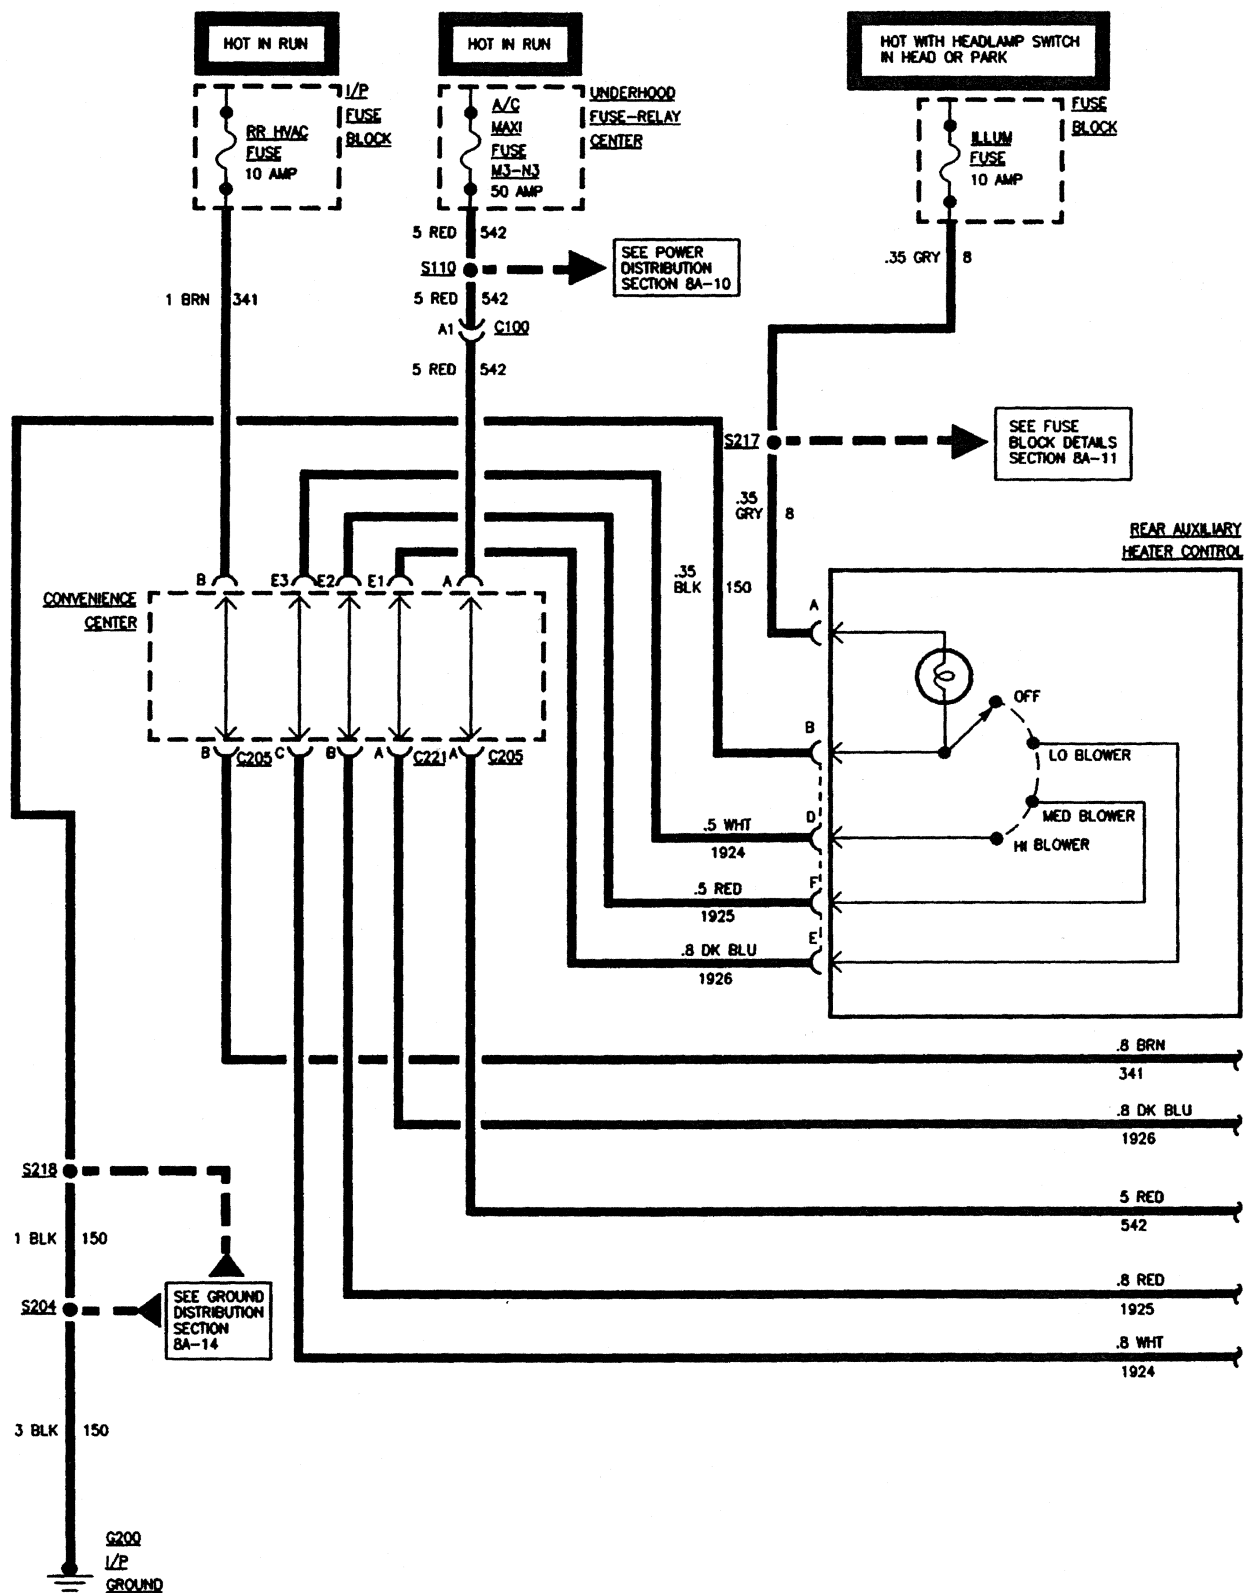 HOT IN RUN
HOT IN RUN
HOT WITH HEADLAMP SWITCH
IN HEAD OR PARK
I/P
FUSE
BLOCK
RR HVAC
FUSE
10 AMP
UNDERHOOD
FUSE-RELAY
CENTER
A/C
MAXI
FUSE
M3-N3
50 AMP
FUSE
BLOCK
ILLUM
FUSE
10 AMP
5 RED 542
S110
SEE POWER
DISTRIBUTION
SECTION 8A-10
.35 GRY 8
1 BRN 341
5 RED 542
A1 C100
5 RED 542
S217
SEE FUSE
BLOCK DETAILS
SECTION 8A-11
.35
GRY 8
REAR AUXILIARY
HEATER CONTROL
.35
BLK 150
B E3 E2 E1 A
CONVENIENCE
CENTER
A
OFF
B
LO BLOWER
B C205 C B A C221 A C205
D
MED BLOWER
HI BLOWER
.5 WHT
1924
F
.5 RED
1925
E
.8 DK BLU
1926
.8 BRN
341
.8 DK BLU
1926
S218
5 RED
542
1 BLK 150
.8 RED
1925
S204
SEE GROUND
DISTRIBUTION
SECTION
8A-14
.8 WHT
1924
3 BLK 150
G200
I/P
GROUND